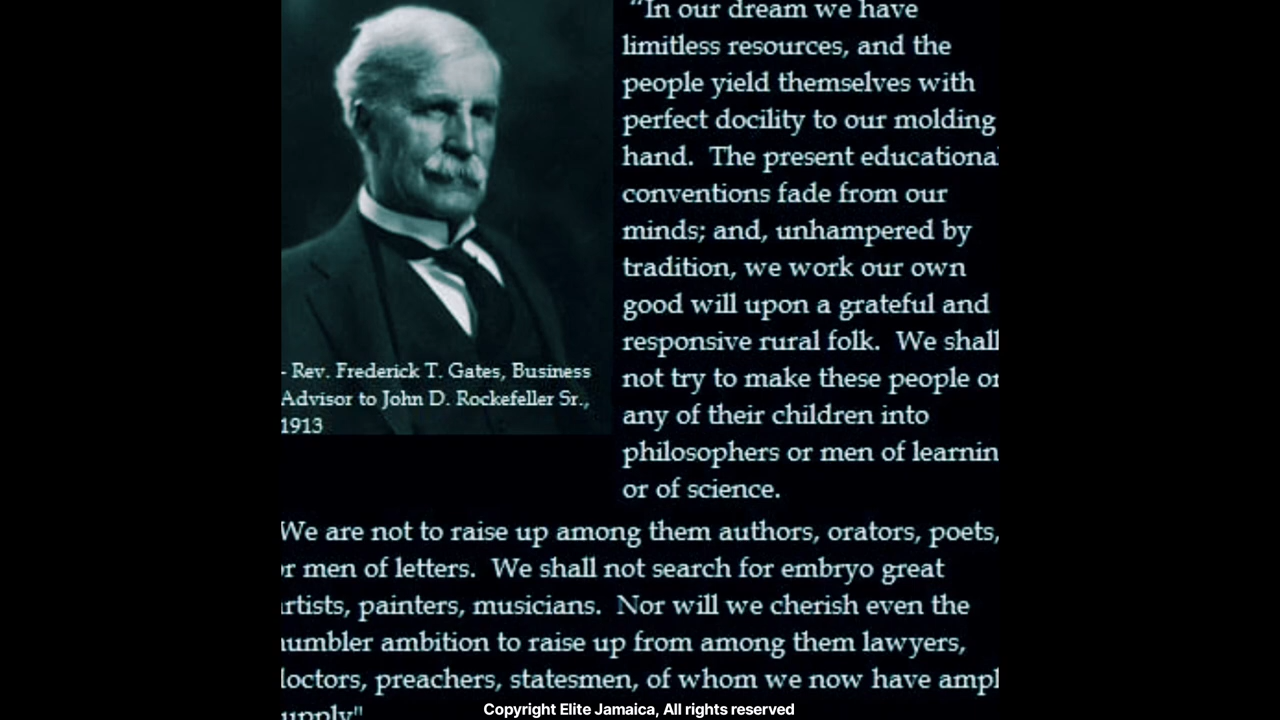 “In our dream we have
limitless resources, and the
people yield themselves with
perfect docility to our molding
hand. The present educational
conventions fade from our
minds; and, unhampered by
tradition, we work our own
good will upon a grateful and
responsive rural folk. We shall
not try to make these people or
any of their children into
philosophers or men of learnin
or of science.
- Rev. Frederick T. Gates, Business
Advisor to John D. Rockefeller Sr.,
1913
We are not to raise up among them authors, orators, poets,
or men of letters. We shall not search for embryo great
rtists, painters, musicians. Nor will we cherish even the
umbler ambition to raise up from among them lawyers,
doctors, preachers, statesmen, of whom we now have ampl
upply"
Copyright Elite Jamaica, All rights reserved